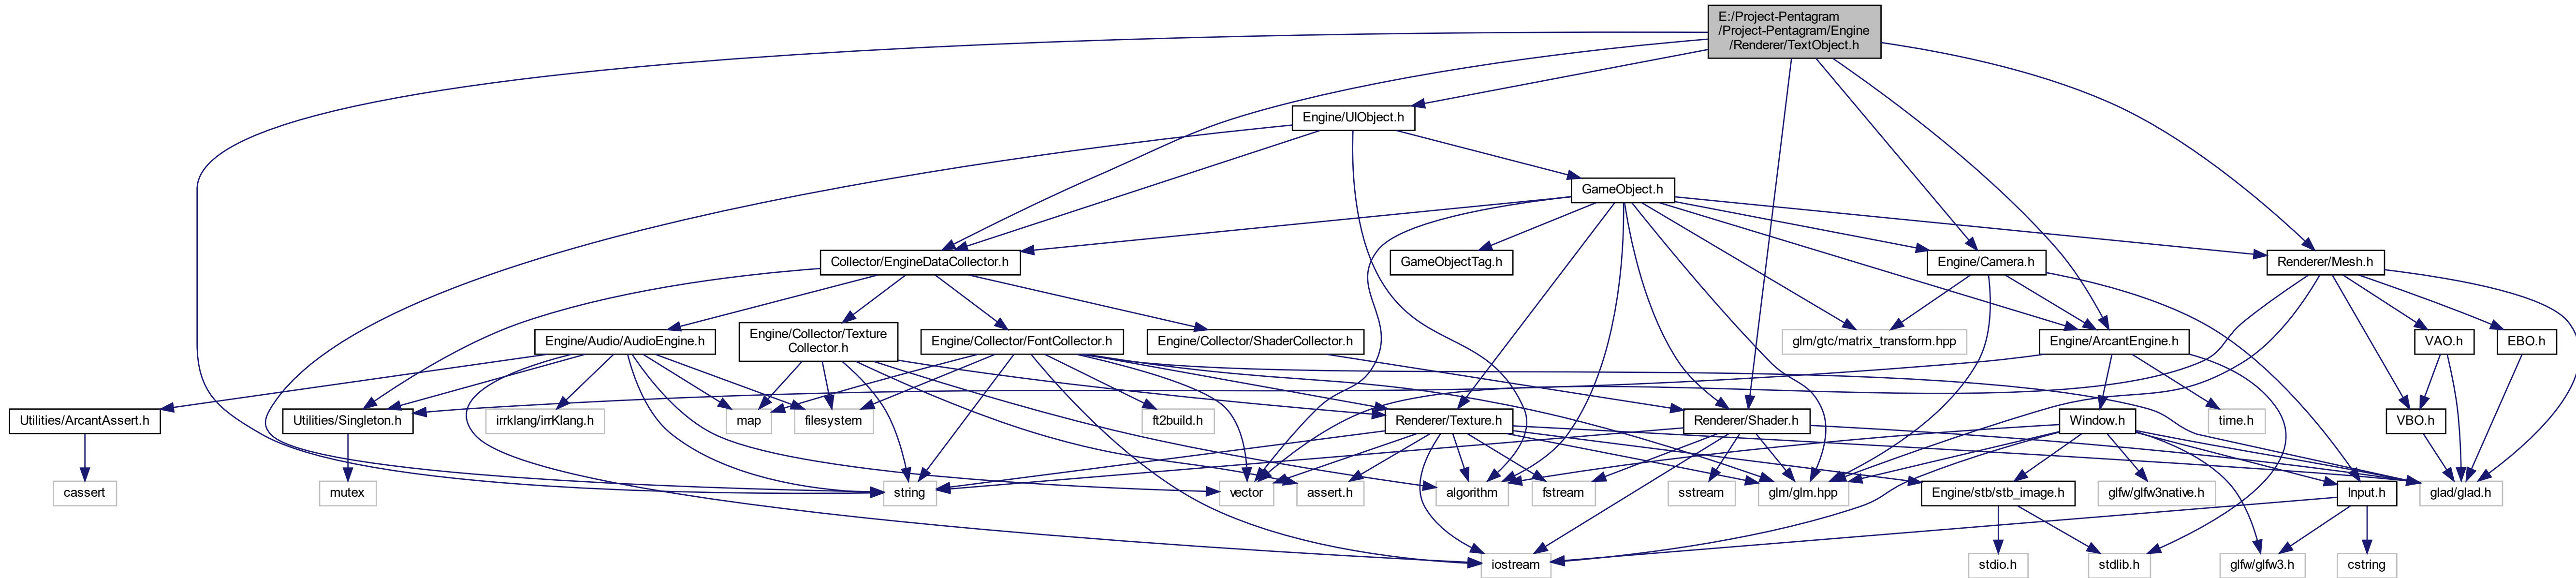 E:/Project-Pentagram
/Project-Pentagram/Engine
/Renderer/TextObject.h
Engine/UIObject.h
GameObject.h
Collector/EngineDataCollector.h
GameObjectTag.h
Engine/Camera.h
Renderer/Mesh.h
Engine/Audio/AudioEngine.h
Engine/Collector/Texture
Collector.h
Engine/Collector/FontCollector.h
Engine/Collector/ShaderCollector.h
glm/gtc/matrix_transform.hpp
Engine/ArcantEngine.h
VAO.h
EBO.h
Utilities/ArcantAssert.h
Utilities/Singleton.h
irrklang/irrKlang.h
map
filesystem
ft2build.h
Renderer/Texture.h
Renderer/Shader.h
Window.h
time.h
VBO.h
cassert
mutex
string
vector
assert.h
algorithm
fstream
sstream
glm/glm.hpp
Engine/stb/stb_image.h
glfw/glfw3native.h
Input.h
glad/glad.h
iostream
stdio.h
stdlib.h
glfw/glfw3.h
cstring